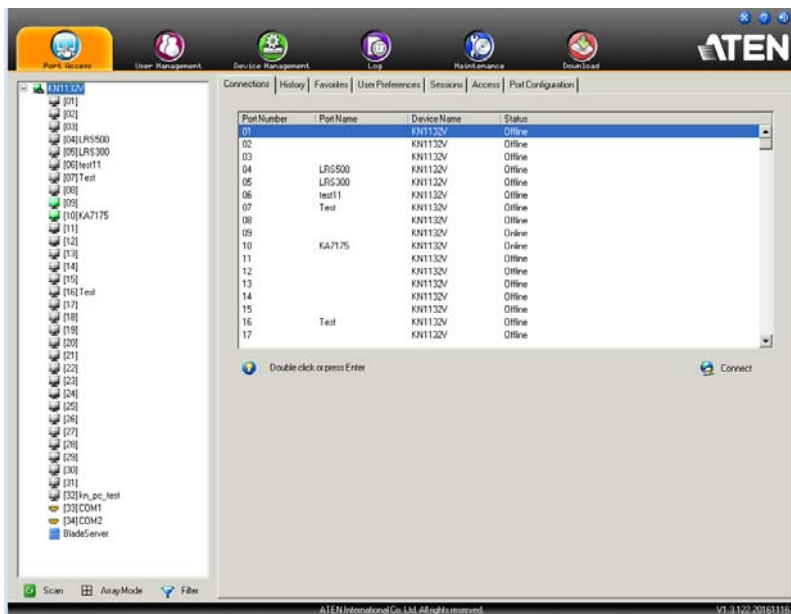 ATEN
Port Access User Management Device Management Log Maintenance Download
KN1132V
[01]
[02]
[03]
[04]LRS500
[05]LRS300
[06]test11
[07]Test
[08]
[09]
[10]KA7175
[11]
[12]
[13]
[14]
[15]
[16]Test
[17]
[18]
[19]
[20]
[21]
[22]
[23]
[24]
[25]
[26]
[27]
[28]
[29]
[30]
[31]
[32]kn_pc_test
[33]COM1
[34]COM2
BladeServer
Scan Array Mode Filter
Connections History Favorites User Preferences Sessions Access Port Configuration
Port Number Port Name Device Name Status
01 KN1132V Offline
02 KN1132V Offline
03 KN1132V Offline
04 LRS500 KN1132V Offline
05 LRS300 KN1132V Offline
06 test11 KN1132V Offline
07 Test KN1132V Offline
08 KN1132V Offline
09 KN1132V Online
10 KA7175 KN1132V Online
11 KN1132V Offline
12 KN1132V Offline
13 KN1132V Offline
14 KN1132V Offline
15 KN1132V Offline
16 Test KN1132V Offline
17 KN1132V Offline
Double click or press Enter
Connect
ATEN International Co. Ltd. All rights reserved.
V1.3.122.20161116